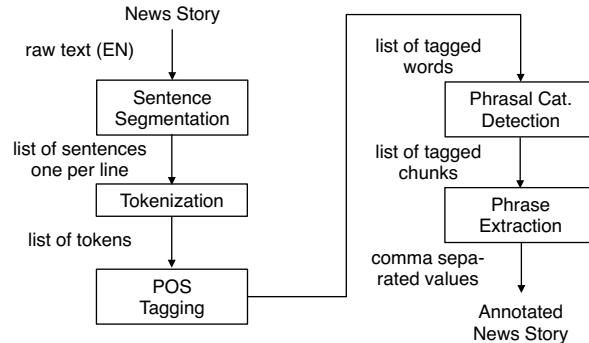 News Story
raw text (EN)
Sentence
Segmentation
list of sentences
one per line
Tokenization
list of tokens
POS
Tagging
list of tagged
words
Phrasal Cat.
Detection
list of tagged
chunks
Phrase
Extraction
comma sepa-
rated values
Annotated
News Story